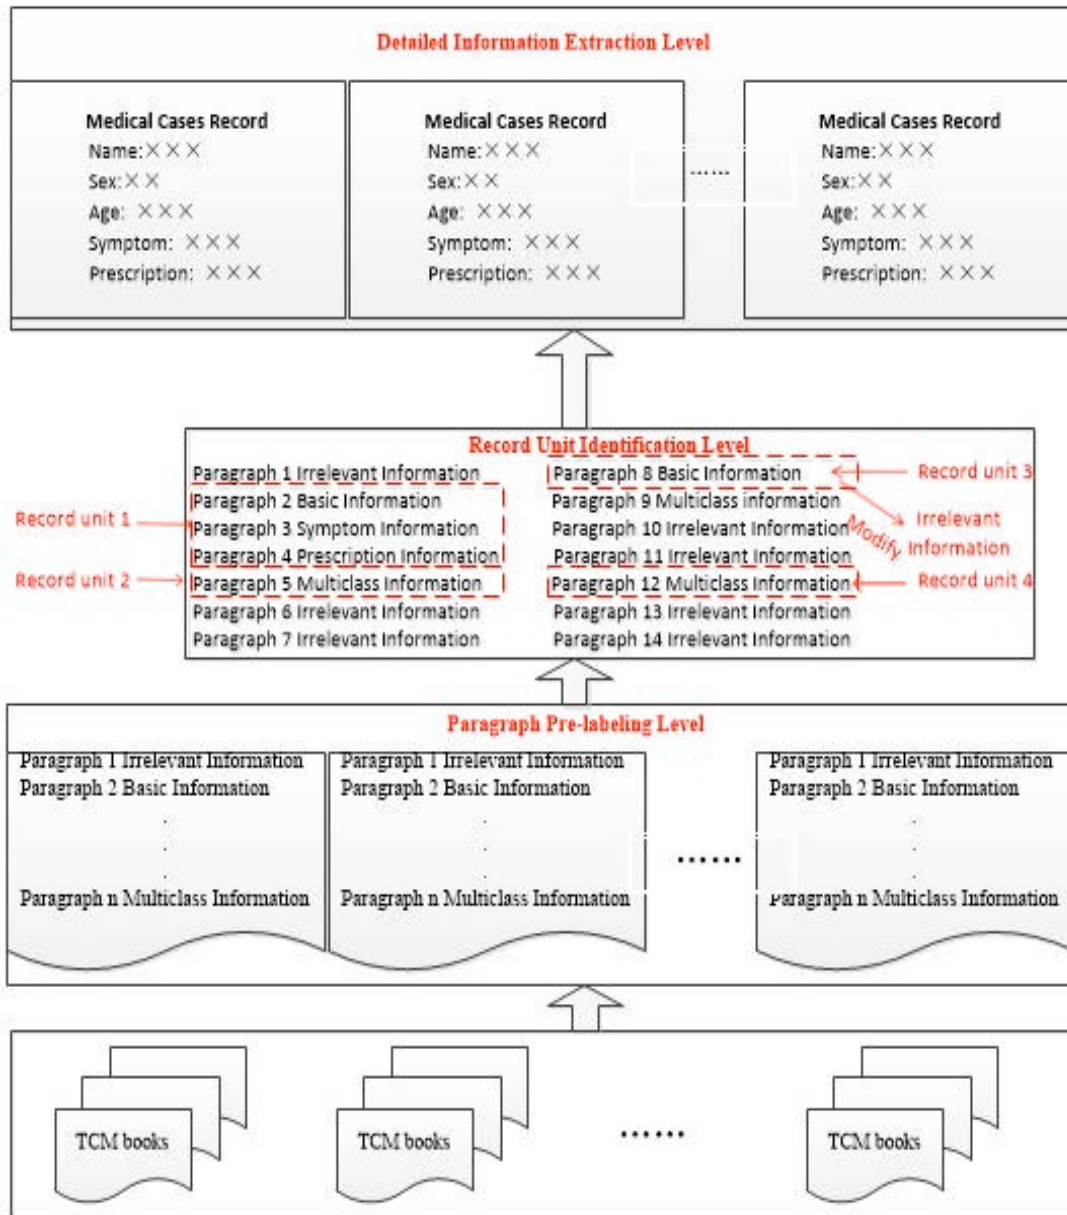 Detailed Information Extraction Level
Medical Cases Record
Name:×××
Sex:××
Age: ×××
Symptom: ×××
Prescription: ×××
Medical Cases Record
Name:×××
Sex:××
Age: ×××
Symptom: ×××
Prescription: ×××
......
Medical Cases Record
Name:×××
Sex:××
Age: ×××
Symptom: ×××
Prescription: ×××
Record Unit Identification Level
Record unit 1
Record unit 2
Paragraph 1 Irrelevant Information
Paragraph 2 Basic Information
Paragraph 3 Symptom Information
Paragraph 4 Prescription Information
Paragraph 5 Multiclass Information
Paragraph 6 Irrelevant Information
Paragraph 7 Irrelevant Information
Paragraph 8 Basic Information
Paragraph 9 Multiclass information
Paragraph 10 Irrelevant Information
Paragraph 11 Irrelevant Information
Paragraph 12 Multiclass Information
Paragraph 13 Irrelevant Information
Paragraph 14 Irrelevant Information
Record unit 3
Modify
Irrelevant
Information
Record unit 4
Paragraph Pre-labeling Level
Paragraph 1 Irrelevant Information
Paragraph 2 Basic Information
.
.
.
Paragraph n Multiclass Information
Paragraph 1 Irrelevant Information
Paragraph 2 Basic Information
.
.
.
Paragraph n Multiclass Information
......
Paragraph 1 Irrelevant Information
Paragraph 2 Basic Information
.
.
.
Paragraph n Multiclass Information
TCM books
TCM books
......
TCM books